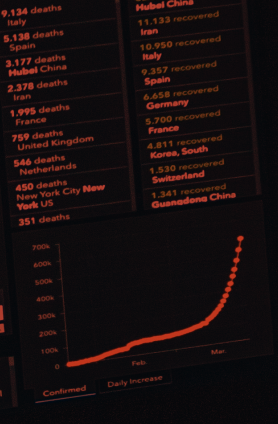 9.134 deaths
Italy
5.138 deaths
Spain
3.177 deaths
Hubei China
2.378 deaths
Iran
1.995 deaths
France
759 deaths
United Kingdom
546 deaths
Netherlands
450 deaths
New York City New
York US
351 deaths
Hubei China
11.133 recovered
Iran
10.950 recovered
Italy
9.357 recovered
Spain
6.658 recovered
Germany
5.700 recovered
France
4.811 recovered
Korea, South
1.530 recovered
Switzerland
1.341 recovered
Guangdong China
700k
600k
500k
400k
300k
200k
100k
0
Feb.
Mar.
Confirmed
Daily Increase